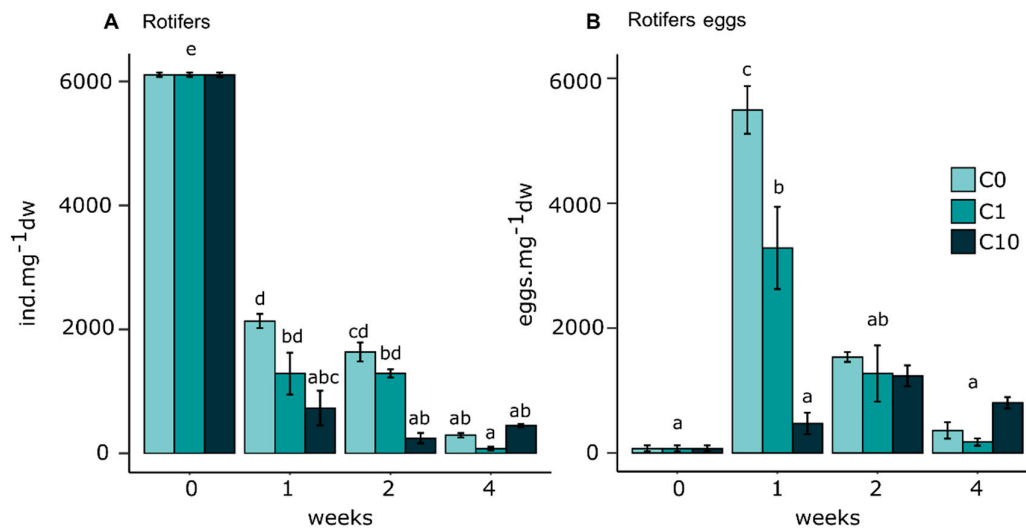 A Rotifers
ind.mg⁻¹dw
6000
4000
2000
0
e
d
bd
abc
cd
bd
ab
ab
a
ab
0 1 2 4
weeks
B Rotifers eggs
eggs.mg⁻¹dw
6000
4000
2000
0
a
c
b
a
ab
a
0 1 2 4
weeks
C0
C1
C10